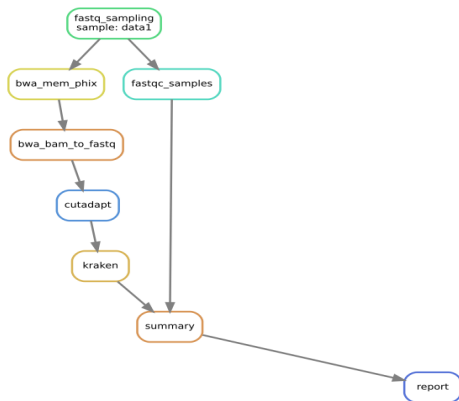 fastq_sampling
sample: data1
bwa_mem_phix
fastqc_samples
bwa_bam_to_fastq
cutadapt
kraken
summary
report